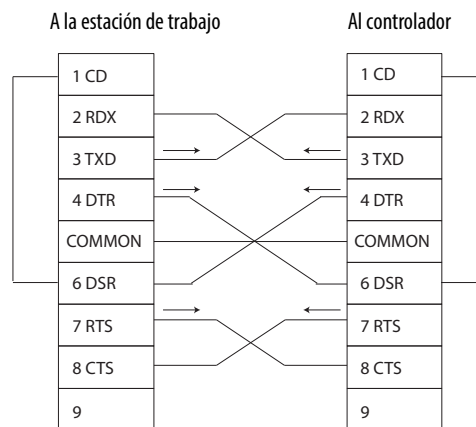 A la estación de trabajo
Al controlador
1 CD
1 CD
2 RDX
2 RDX
3 TXD
3 TXD
4 DTR
4 DTR
COMMON
COMMON
6 DSR
6 DSR
7 RTS
7 RTS
8 CTS
8 CTS
9
9